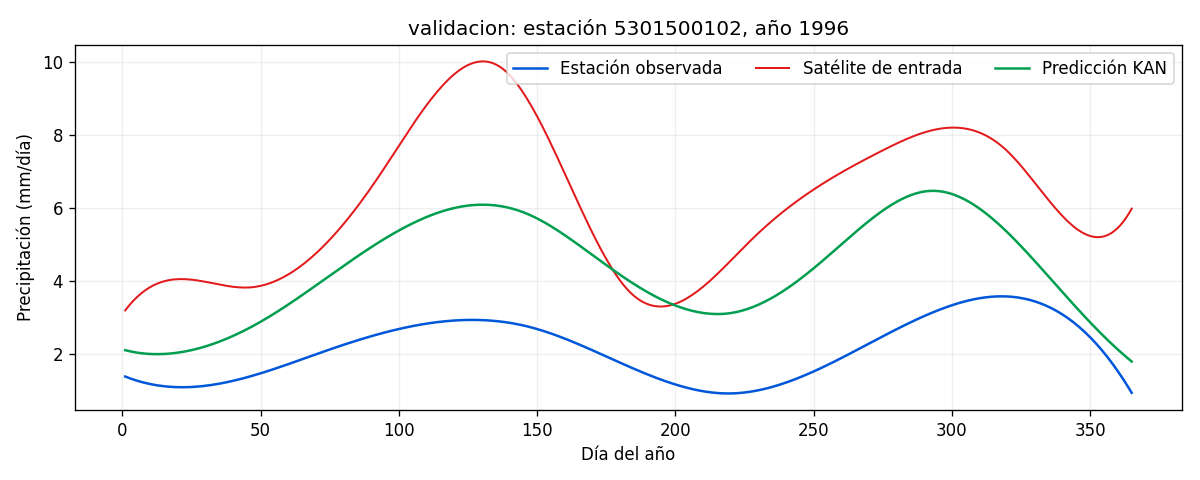 validacion: estación 5301500102, año 1996
Estación observada
Satélite de entrada
Predicción KAN
Precipitación (mm/día)
10
8
6
4
2
0 50 100 150 200 250 300 350
Día del año